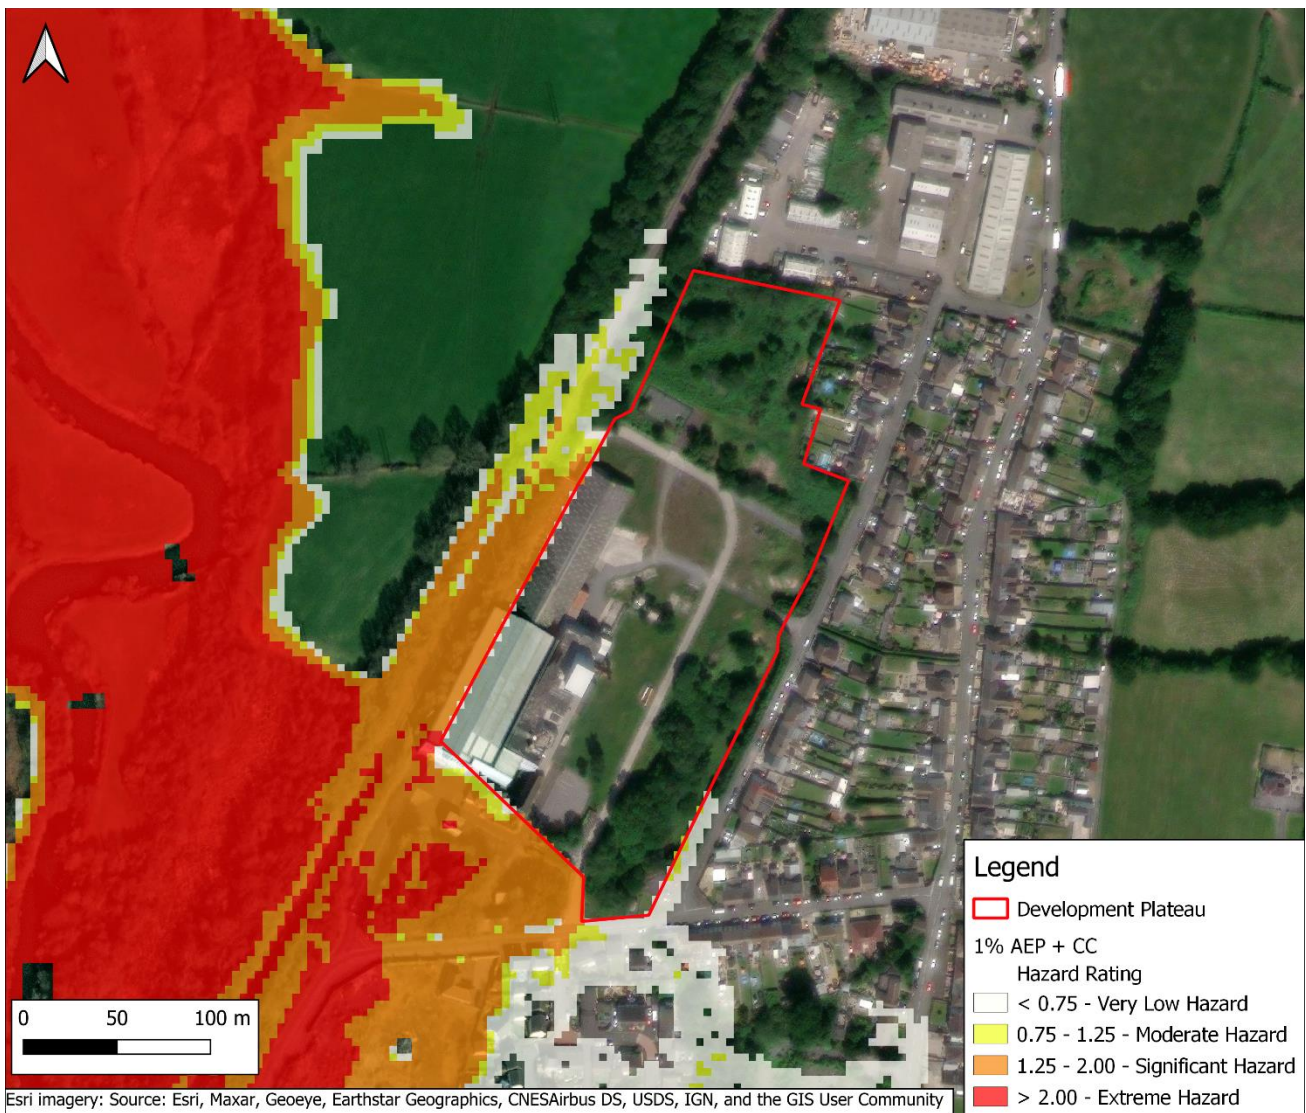 Legend
Development Plateau
1% AEP + CC
Hazard Rating
< 0.75 - Very Low Hazard
0.75 - 1.25 - Moderate Hazard
1.25 - 2.00 - Significant Hazard
> 2.00 - Extreme Hazard
0 50 100 m
Esri imagery: Source: Esri, Maxar, Geoeye, Earthstar Geographics, CNESAirbus DS, USDS, IGN, and the GIS User Community